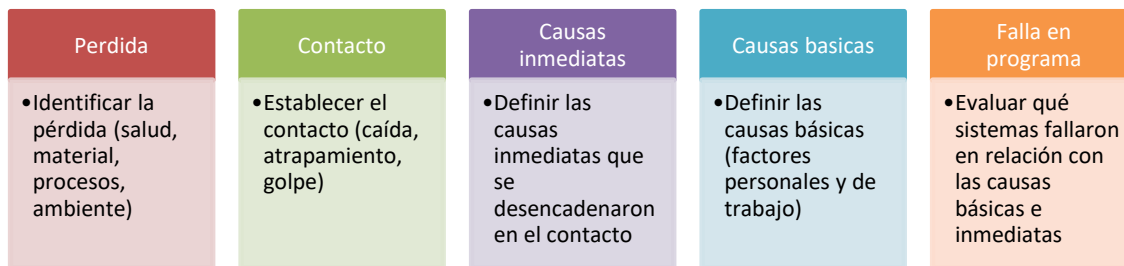 Perdida
•Identificar la
pérdida (salud,
material,
procesos,
ambiente)
Contacto
•Establecer el
contacto (caída,
atrapamiento,
golpe)
Causas
inmediatas
•Definir las
causas
inmediatas que
se
desencadenaron
en el contacto
Causas basicas
•Definir las
causas básicas
(factores
personales y de
trabajo)
Falla en
programa
•Evaluar qué
sistemas fallaron
en relación con
las causas
básicas e
inmediatas